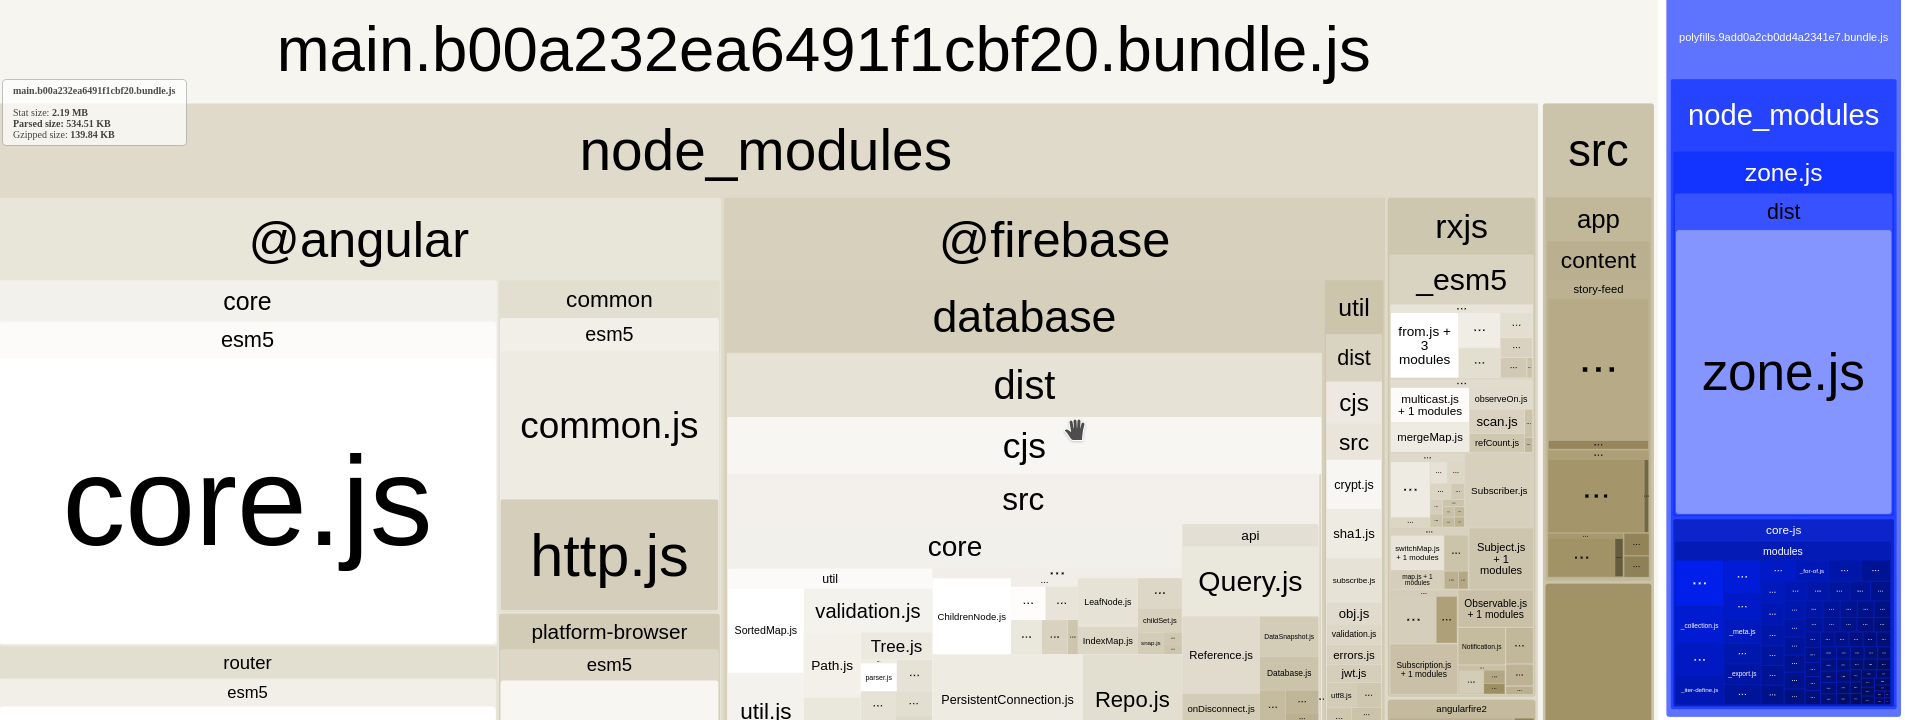 main.b00a232ea6491f1cbf20.bundle.js
polyfills.9add0a2cb0dd4a2341e7.bundle.js
main.b00a232ea6491f1cbf20.bundle.js
Stat size: 2.19 MB
Parsed size: 534.51 KB
Gzipped size: 139.84 KB
node_modules
@angular
core
esm5
core.js
router
esm5
common
esm5
common.js
http.js
platform-browser
esm5
@firebase
database
dist
cjs
src
core
util
SortedMap.js
util.js
validation.js
Path.js
Tree.js
...
parser.js
...
...
...
...
...
ChildrenNode.js
...
...
...
...
...
LeafNode.js
IndexMap.js
...
childSet.js
snap.js
...
...
PersistentConnection.js
Repo.js
api
Query.js
Reference.js
onDisconnect.js
DataSnapshot.js
Database.js
...
...
...
util
dist
cjs
src
crypt.js
sha1.js
subscribe.js
obj.js
validation.js
errors.js
jwt.js
utf8.js
...
...
rxjs
_esm5
...
from.js +
3
modules
...
...
...
...
...
...
multicast.js
+ 1 modules
mergeMap.js
observeOn.js
scan.js
refCount.js
...
...
...
Subscriber.js
...
switchMap.js
+ 1 modules
...
map.js + 1
modules
Subject.js
+ 1
modules
...
...
...
Observable.js
+ 1 modules
Notification.js
...
Subscription.js
+ 1 modules
...
...
...
angularfire2
src
app
content
story-feed
...
...
...
...
...
...
...
...
node_modules
zone.js
dist
zone.js
core-js
modules
...
...
...
_for-of.js
...
...
_collection.js
...
_meta.js
...
...
_export.js
_iter-define.js
...